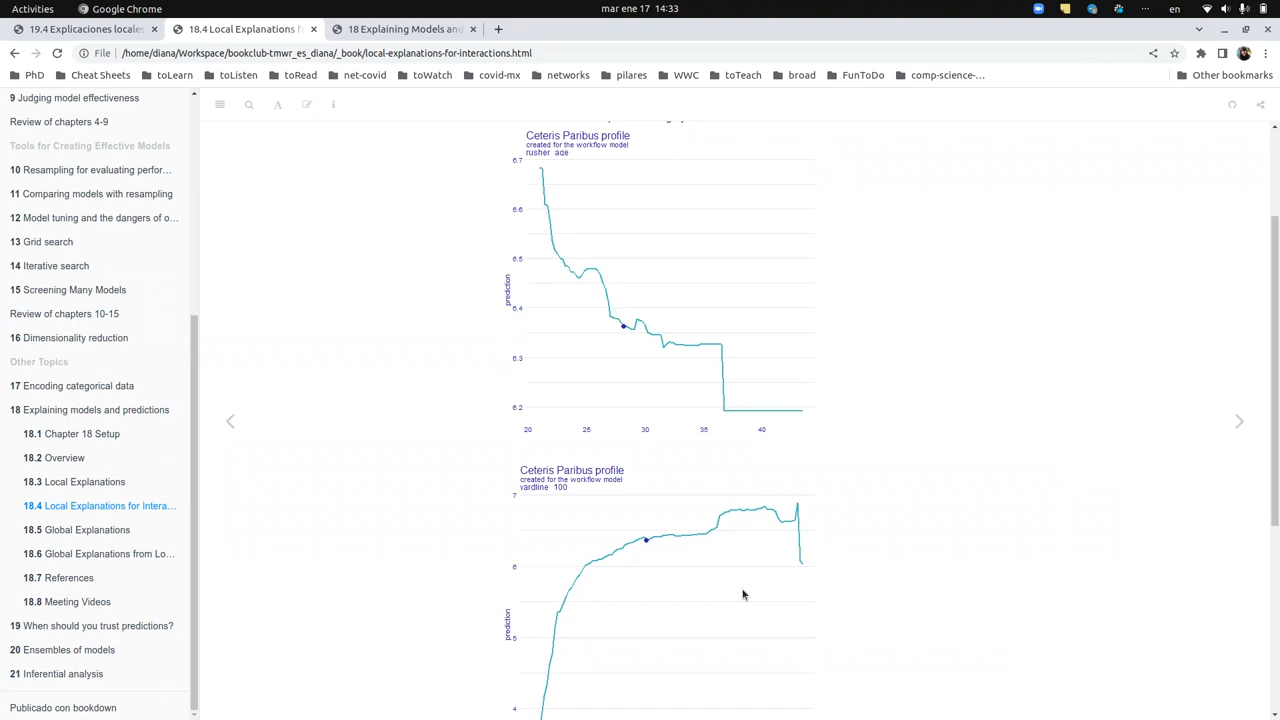 Activities
Google Chrome
mar ene 17 14:33
en
19.4 Explicaciones locales
18.4 Local Explanations f
18 Explaining Models and
File
/home/diana/Workspace/bookclub-tmwr_es_diana/_book/local-explanations-for-interactions.html
PhD
Cheat Sheets
toLearn
toListen
toRead
net-covid
toWatch
covid-mx
networks
pilares
WWC
toTeach
broad
FunToDo
comp-science-...
Other bookmarks
9 Judging model effectiveness
Review of chapters 4-9
Tools for Creating Effective Models
10 Resampling for evaluating perfor...
11 Comparing models with resampling
12 Model tuning and the dangers of o...
13 Grid search
14 Iterative search
15 Screening Many Models
Review of chapters 10-15
16 Dimensionality reduction
Other Topics
17 Encoding categorical data
18 Explaining models and predictions
18.1 Chapter 18 Setup
18.2 Overview
18.3 Local Explanations
18.4 Local Explanations for Intera...
18.5 Global Explanations
18.6 Global Explanations from Lo...
18.7 References
18.8 Meeting Videos
19 When should you trust predictions?
20 Ensembles of models
21 Inferential analysis
Publicado con bookdown
Ceteris Paribus profile
created for the workflow model
rusher_age
6.7
6.6
6.5
6.4
6.3
6.2
prediction
20 25 30 35 40
Ceteris Paribus profile
created for the workflow model
yardline_100
7
6
5
4
prediction